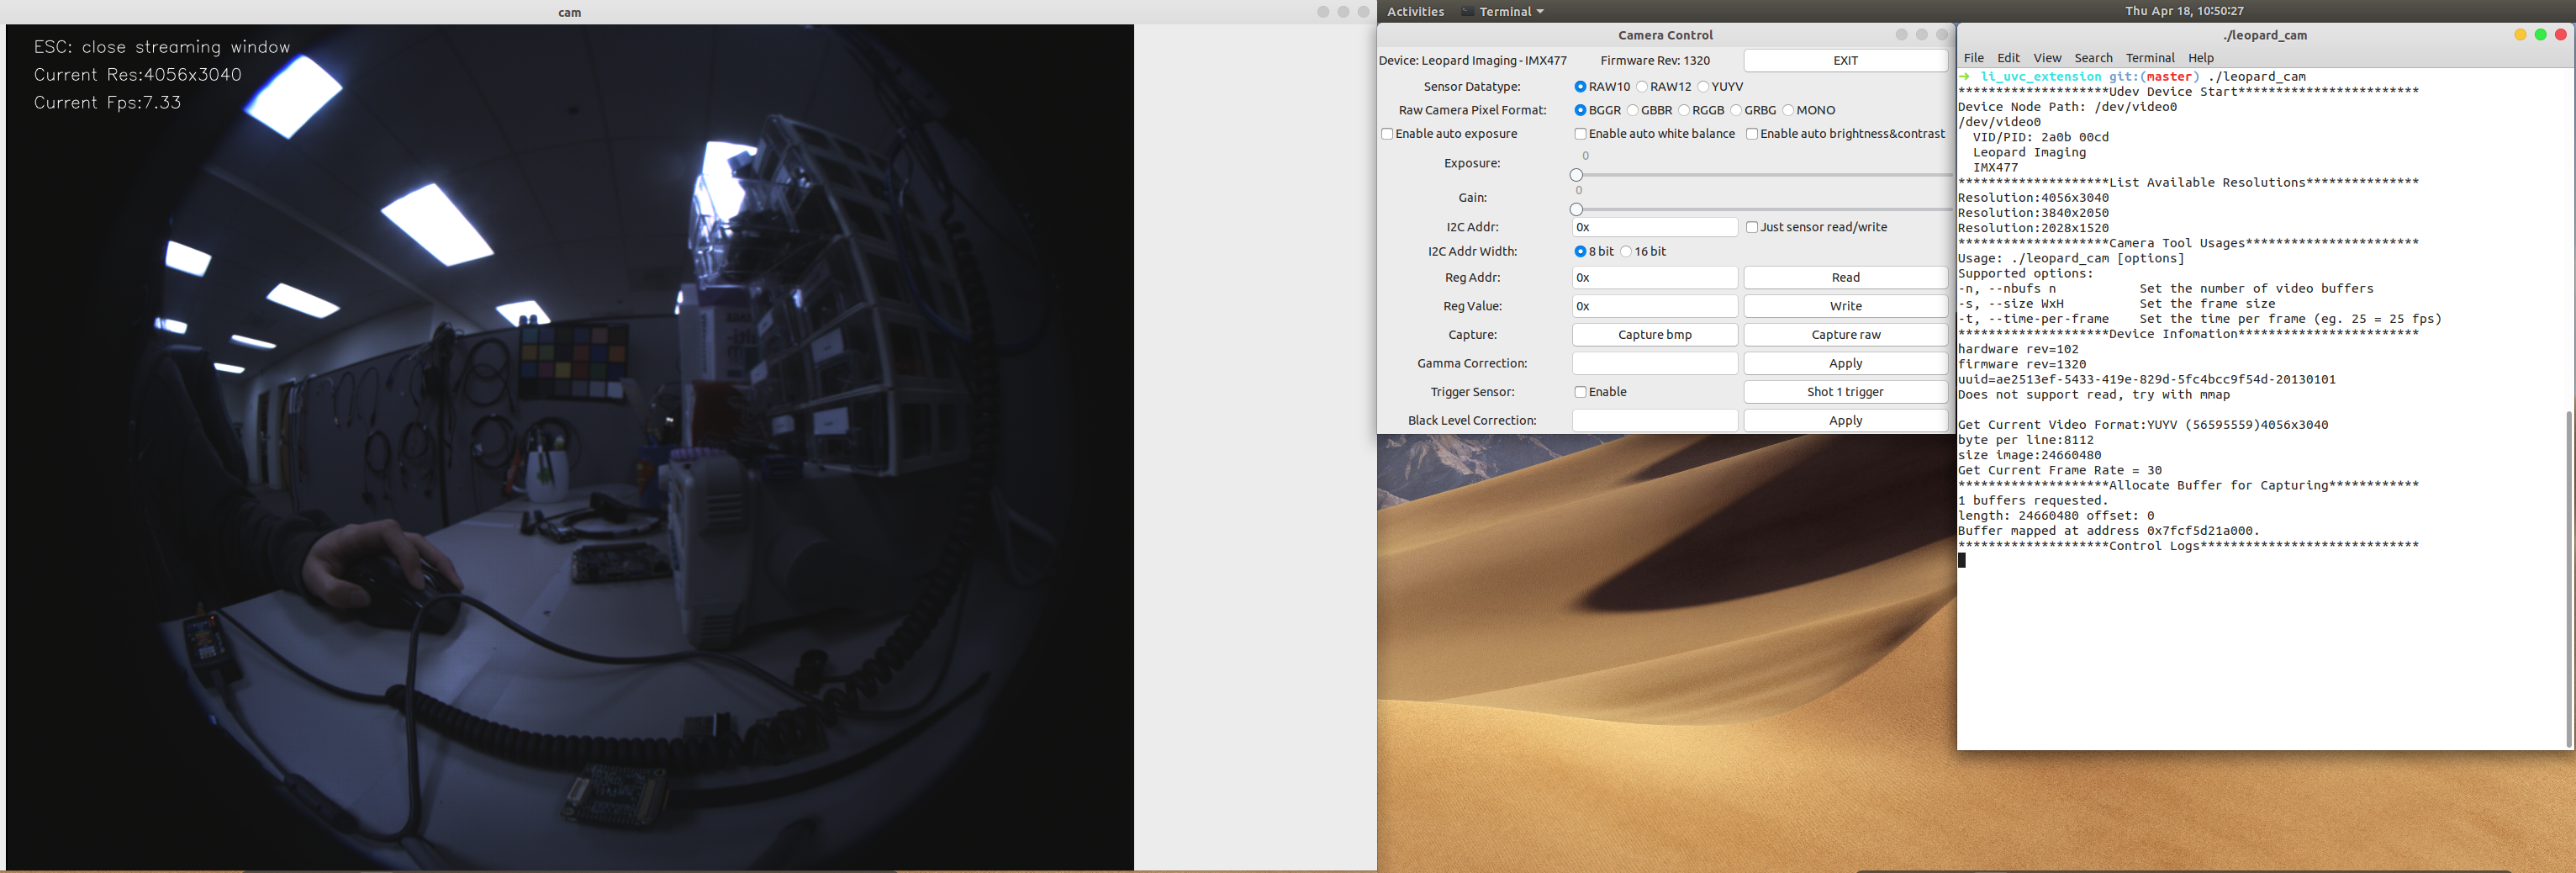 cam
ESC: close streaming window
Current Res:4056x3040
Current Fps:7.33
Activities
Terminal
Thu Apr 18, 10:50:27
Camera Control
Device: Leopard Imaging - IMX477 Firmware Rev: 1320 EXIT
Sensor Datatype: RAW10 RAW12 YUYV
Raw Camera Pixel Format: BGGR GBBR RGGB GRBG MONO
Enable auto exposure Enable auto white balance Enable auto brightness&contrast
0
Exposure:
0
Gain:
I2C Addr: 0x Just sensor read/write
I2C Addr Width: 8 bit 16 bit
Reg Addr: 0x Read
Reg Value: 0x Write
Capture: Capture bmp Capture raw
Gamma Correction: Apply
Trigger Sensor: Enable Shot 1 trigger
Black Level Correction: Apply
./leopard_cam
File Edit View Search Terminal Help
➜ li_uvc_extension git:(master) ./leopard_cam
********************Udev Device Start************************
Device Node Path: /dev/video0
/dev/video0
VID/PID: 2a0b 00cd
Leopard Imaging
IMX477
********************List Available Resolutions***************
Resolution:4056x3040
Resolution:3840x2050
Resolution:2028x1520
********************Camera Tool Usages***********************
Usage: ./leopard_cam [options]
Supported options:
-n, --nbufs n Set the number of video buffers
-s, --size WxH Set the frame size
-t, --time-per-frame Set the time per frame (eg. 25 = 25 fps)
********************Device Infomation************************
hardware rev=102
firmware rev=1320
uuid=ae2513ef-5433-419e-829d-5fc4bcc9f54d-20130101
Does not support read, try with mmap
Get Current Video Format:YUYV (56595559)4056x3040
byte per line:8112
size image:24660480
Get Current Frame Rate = 30
********************Allocate Buffer for Capturing************
1 buffers requested.
length: 24660480 offset: 0
Buffer mapped at address 0x7fcf5d21a000.
********************Control Logs*****************************